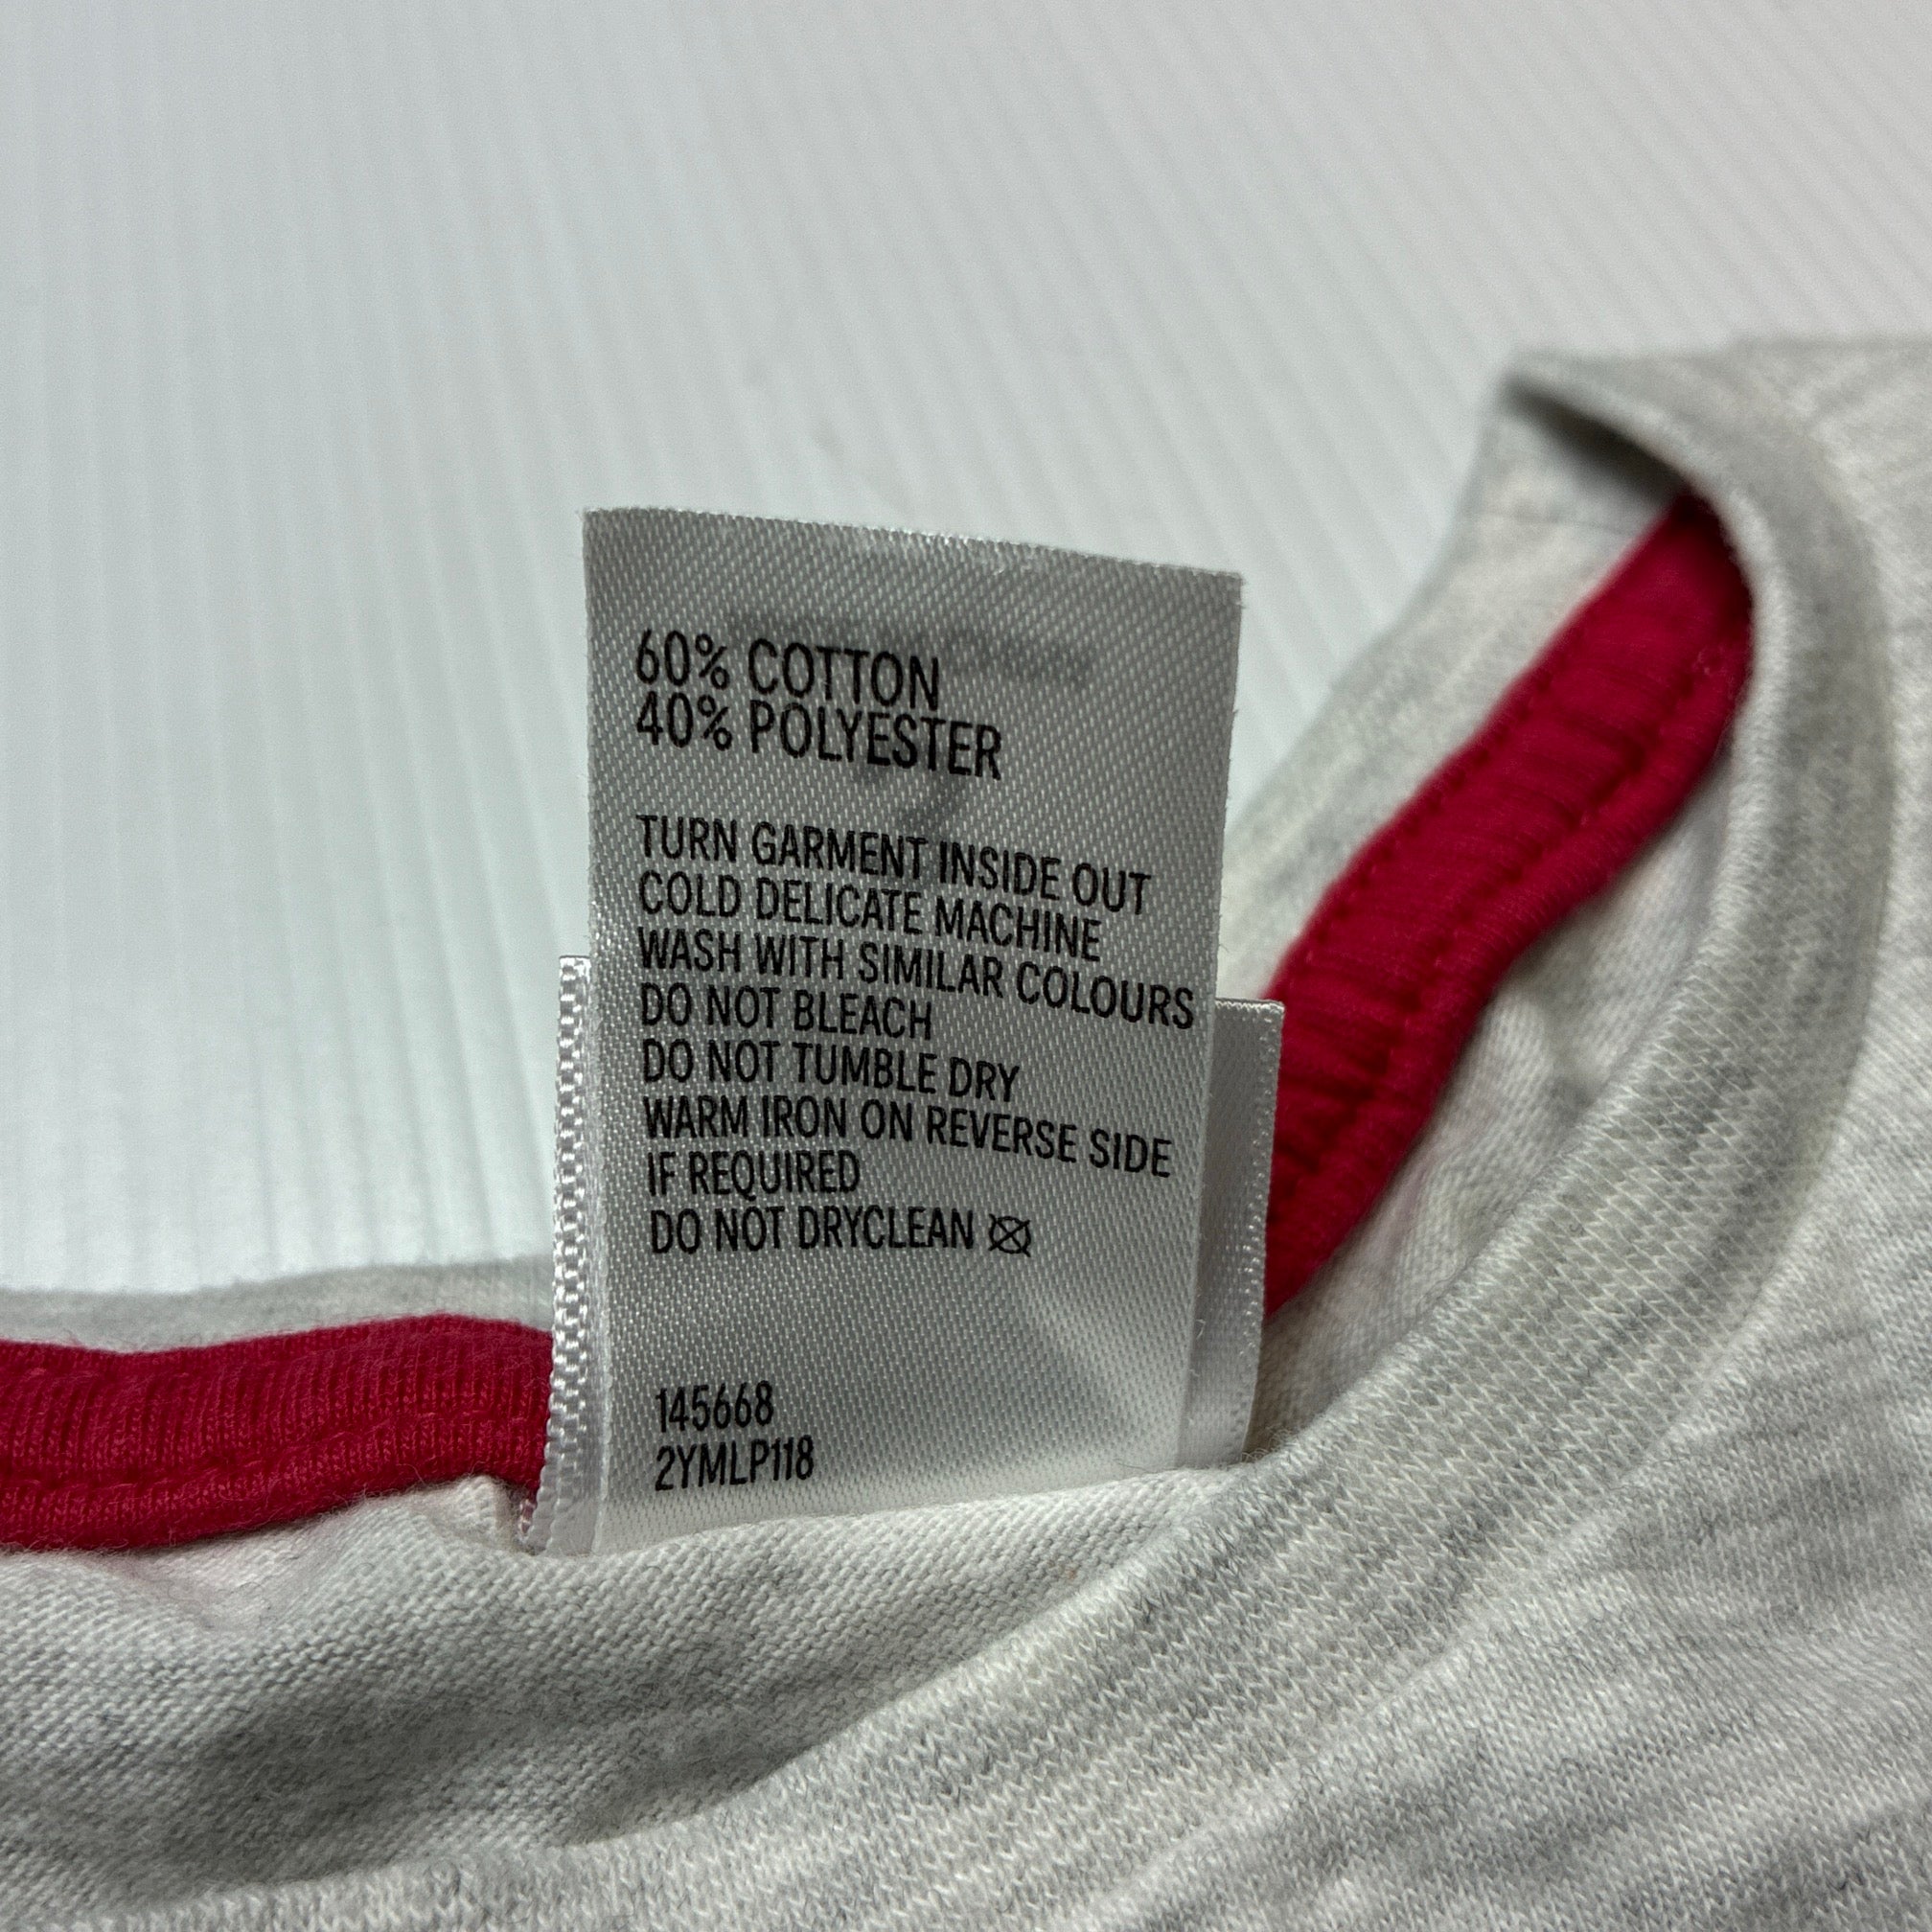 60% COTTON
40% POLYESTER
TURN GARMENT INSIDE OUT
COLD DELICATE MACHINE
WASH WITH SIMILAR COLOURS
DO NOT BLEACH
DO NOT TUMBLE DRY
WARM IRON ON REVERSE SIDE
IF REQUIRED
DO NOT DRYCLEAN
145668
2YMLP118